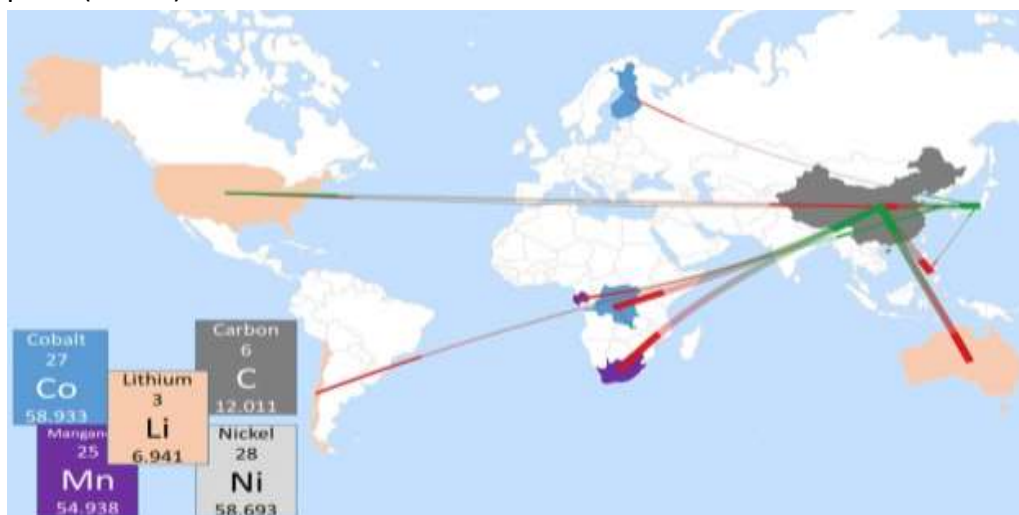 Cobalt
27
Co
58.933
Carbon
6
C
12.011
Lithium
3
Li
6.941
Mangan
25
Mn
54.938
Nickel
28
Ni
58.693